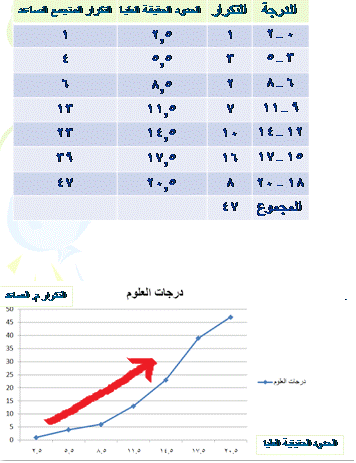 الدرجة التكرار الحدود الحقيقة العليا التكرار المتجمع الصاعد
٠ – ٢ ١ ٢,٥ ١
٣ – ٥ ٣ ٥,٥ ٤
٦ – ٨ ٢ ٨,٥ ٦
٩ – ١١ ٧ ١١,٥ ١٣
١٢ – ١٤ ١٠ ١٤,٥ ٢٣
١٥ – ١٧ ١٦ ١٧,٥ ٣٩
١٨ – ٢٠ ٨ ٢٠,٥ ٤٧
المجموع ٤٧
التكرار م. الصاعد
درجات العلوم
50
45
40
35
30
25
20
15
10
5
0
٢,٥ ٥,٥ ٨,٥ ١١,٥ ١٤,٥ ١٧,٥ ٢٠,٥
درجات العلوم
الحدود الحقيقية العليا